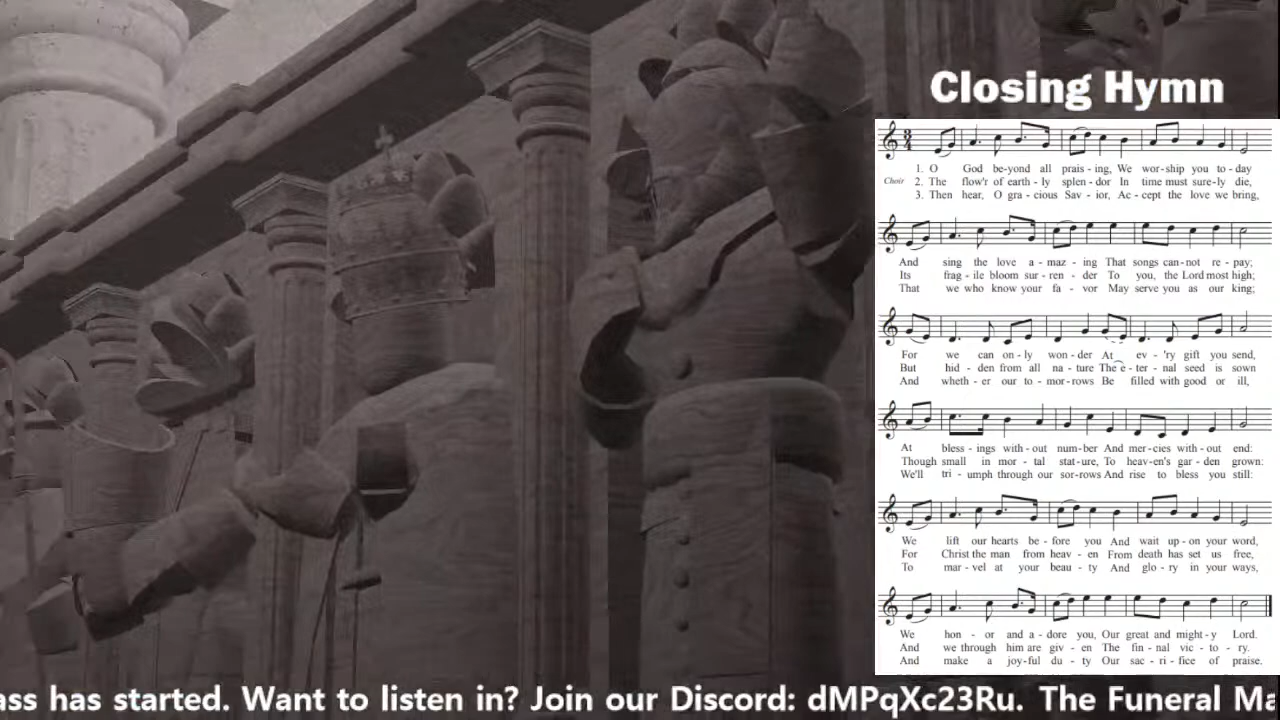 Closing Hymn
1. O God be-yond all prais-ing, We wor-ship you to-day
Choir 2. The flow'r of earth-ly splen-dor In time must sure-ly die,
3. Then hear, O gra-cious Sav-ior, Ac-cept the love we bring,
And sing the love a-maz-ing That songs can-not re-pay;
Its frag-ile bloom sur-ren-der To you, the Lord most high;
That we who know your fa-vor May serve you as our king;
For we can on-ly won-der At ev-'ry gift you send,
But hid-den from all na-ture The e-ter-nal seed is sown
And wheth-er our to-mor-rows Be filled with good or ill,
At bless-ings with-out num-ber And mer-cies with-out end:
Though small in mor-tal stat-ure, To heav-en's gar-den grown:
We'll tri-umph through our sor-rows And rise to bless you still:
We lift our hearts be-fore you And wait up-on your word,
For Christ the man from heav-en From death has set us free,
To mar-vel at your beau-ty And glo-ry in your ways,
We hon-or and a-dore you, Our great and might-y Lord.
And we through him are giv-en The fin-nal vic-to-ry.
And make a joy-ful du-ty Our sac-ri-fice of praise.
ass has started. Want to listen in? Join our Discord: dMPqXc23Ru. The Funeral Ma